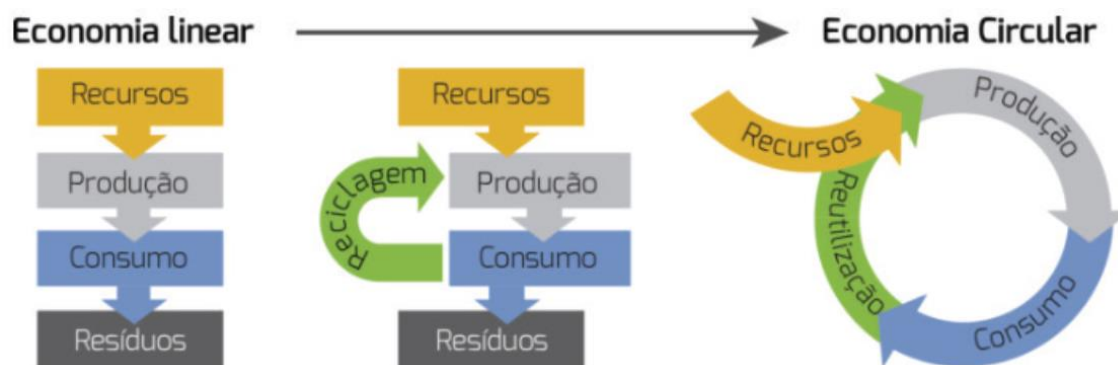 Economia linear
Economia Circular
Recursos
Produção
Consumo
Resíduos
Recursos
Reciclagem
Produção
Consumo
Resíduos
Recursos
Produção
Consumo
Reutilização